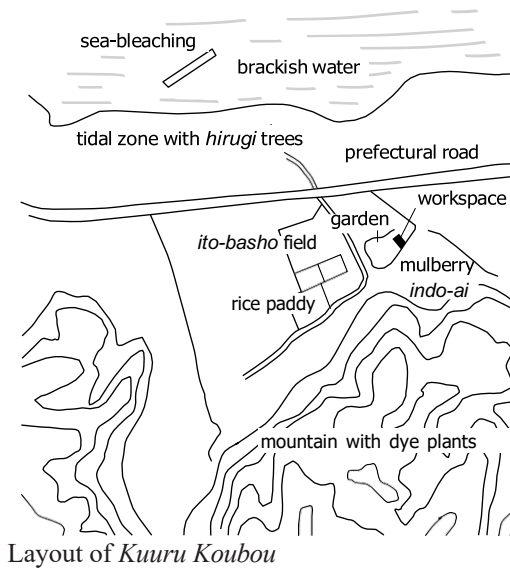 sea-bleaching
brackish water
tidal zone with hirugi trees
prefectural road
workspace
garden
ito-basho field
mulberry
indo-ai
rice paddy
mountain with dye plants
Layout of Kuuru Koubou